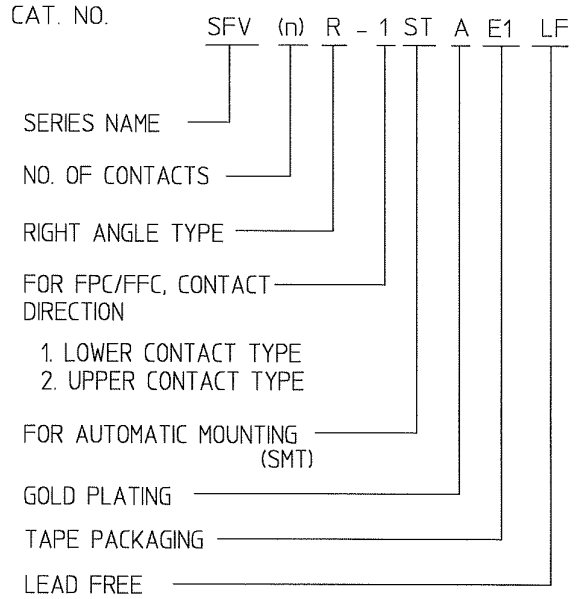 CAT. NO.
SFV (n) R - 1 ST A E1 LF
SERIES NAME
NO. OF CONTACTS
RIGHT ANGLE TYPE
FOR FPC/FFC, CONTACT
DIRECTION
1. LOWER CONTACT TYPE
2. UPPER CONTACT TYPE
FOR AUTOMATIC MOUNTING
(SMT)
GOLD PLATING
TAPE PACKAGING
LEAD FREE